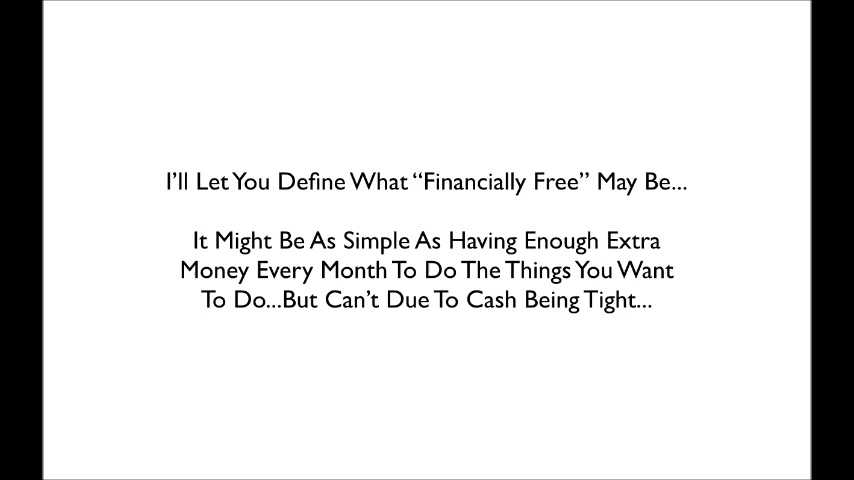 I'll Let You Define What “Financially Free” May Be...
It Might Be As Simple As Having Enough Extra
Money Every Month To Do The Things You Want
To Do...But Can't Due To Cash Being Tight...